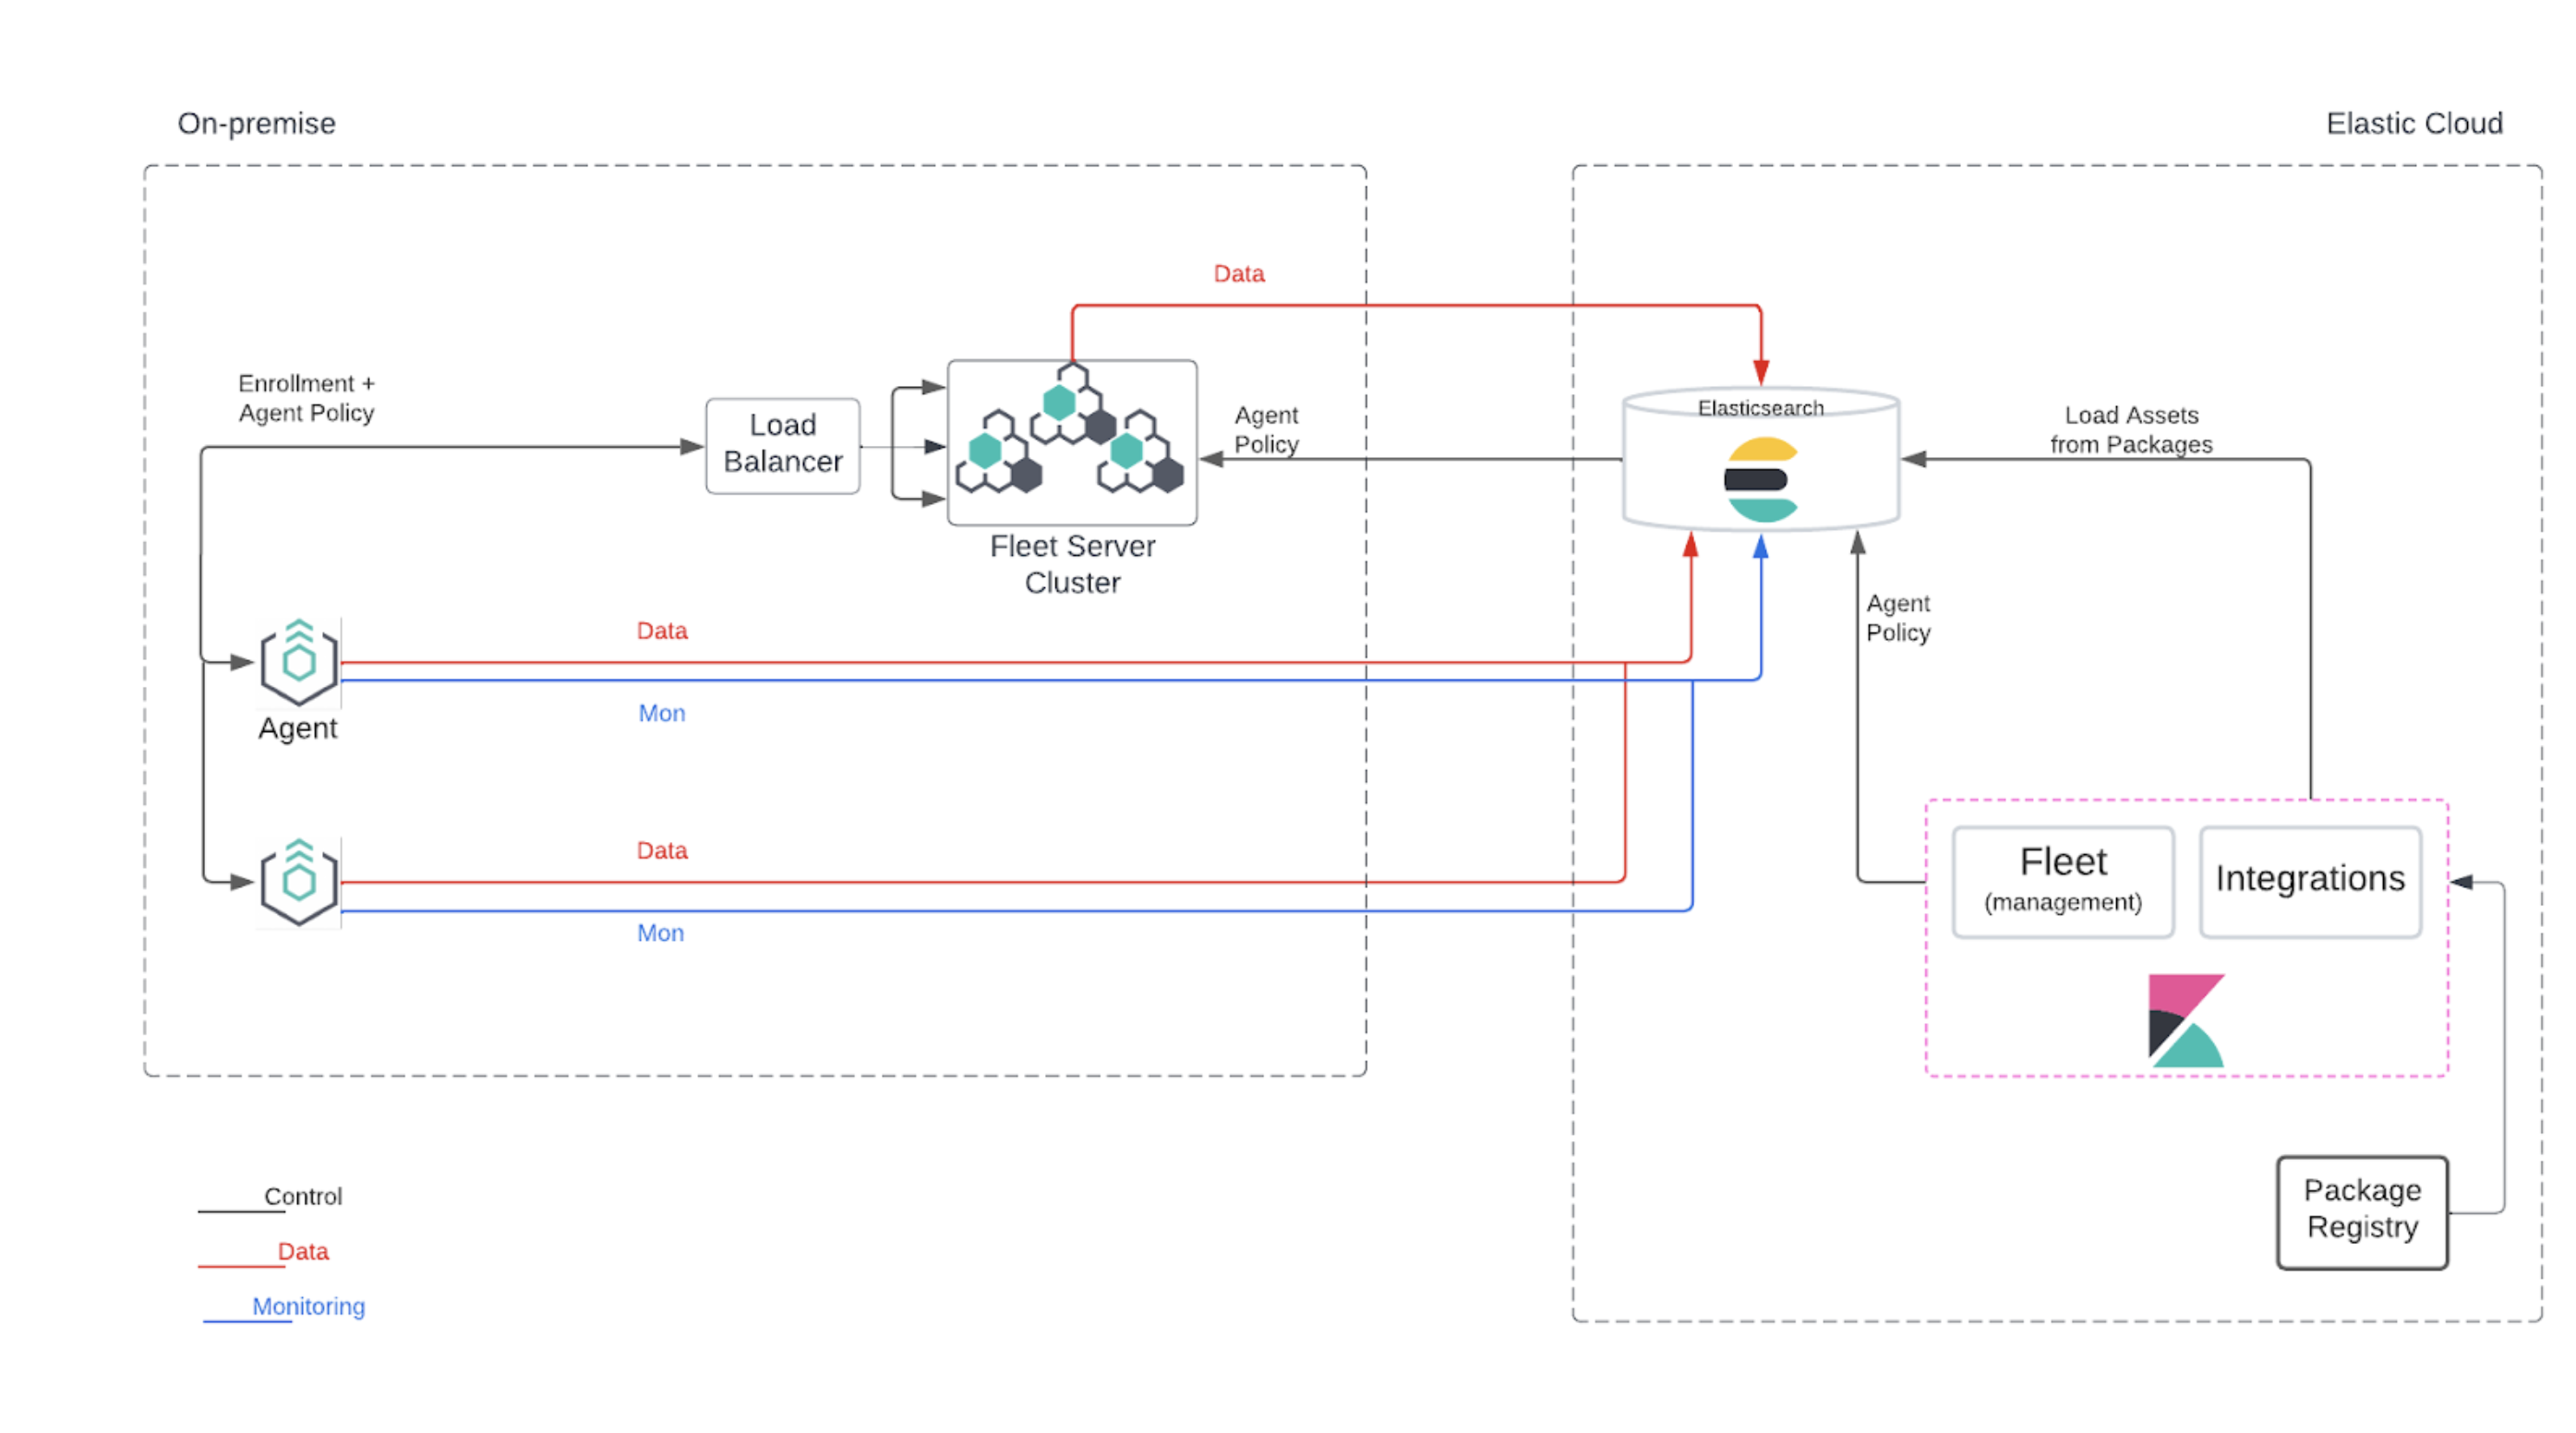 On-premise
Elastic Cloud
Data
Enrollment +
Agent Policy
Load
Balancer
Fleet Server
Cluster
Agent
Policy
Elasticsearch
Load Assets
from Packages
Agent
Policy
Data
Mon
Agent
Data
Mon
Fleet
(management)
Integrations
Package
Registry
Control
Data
Monitoring